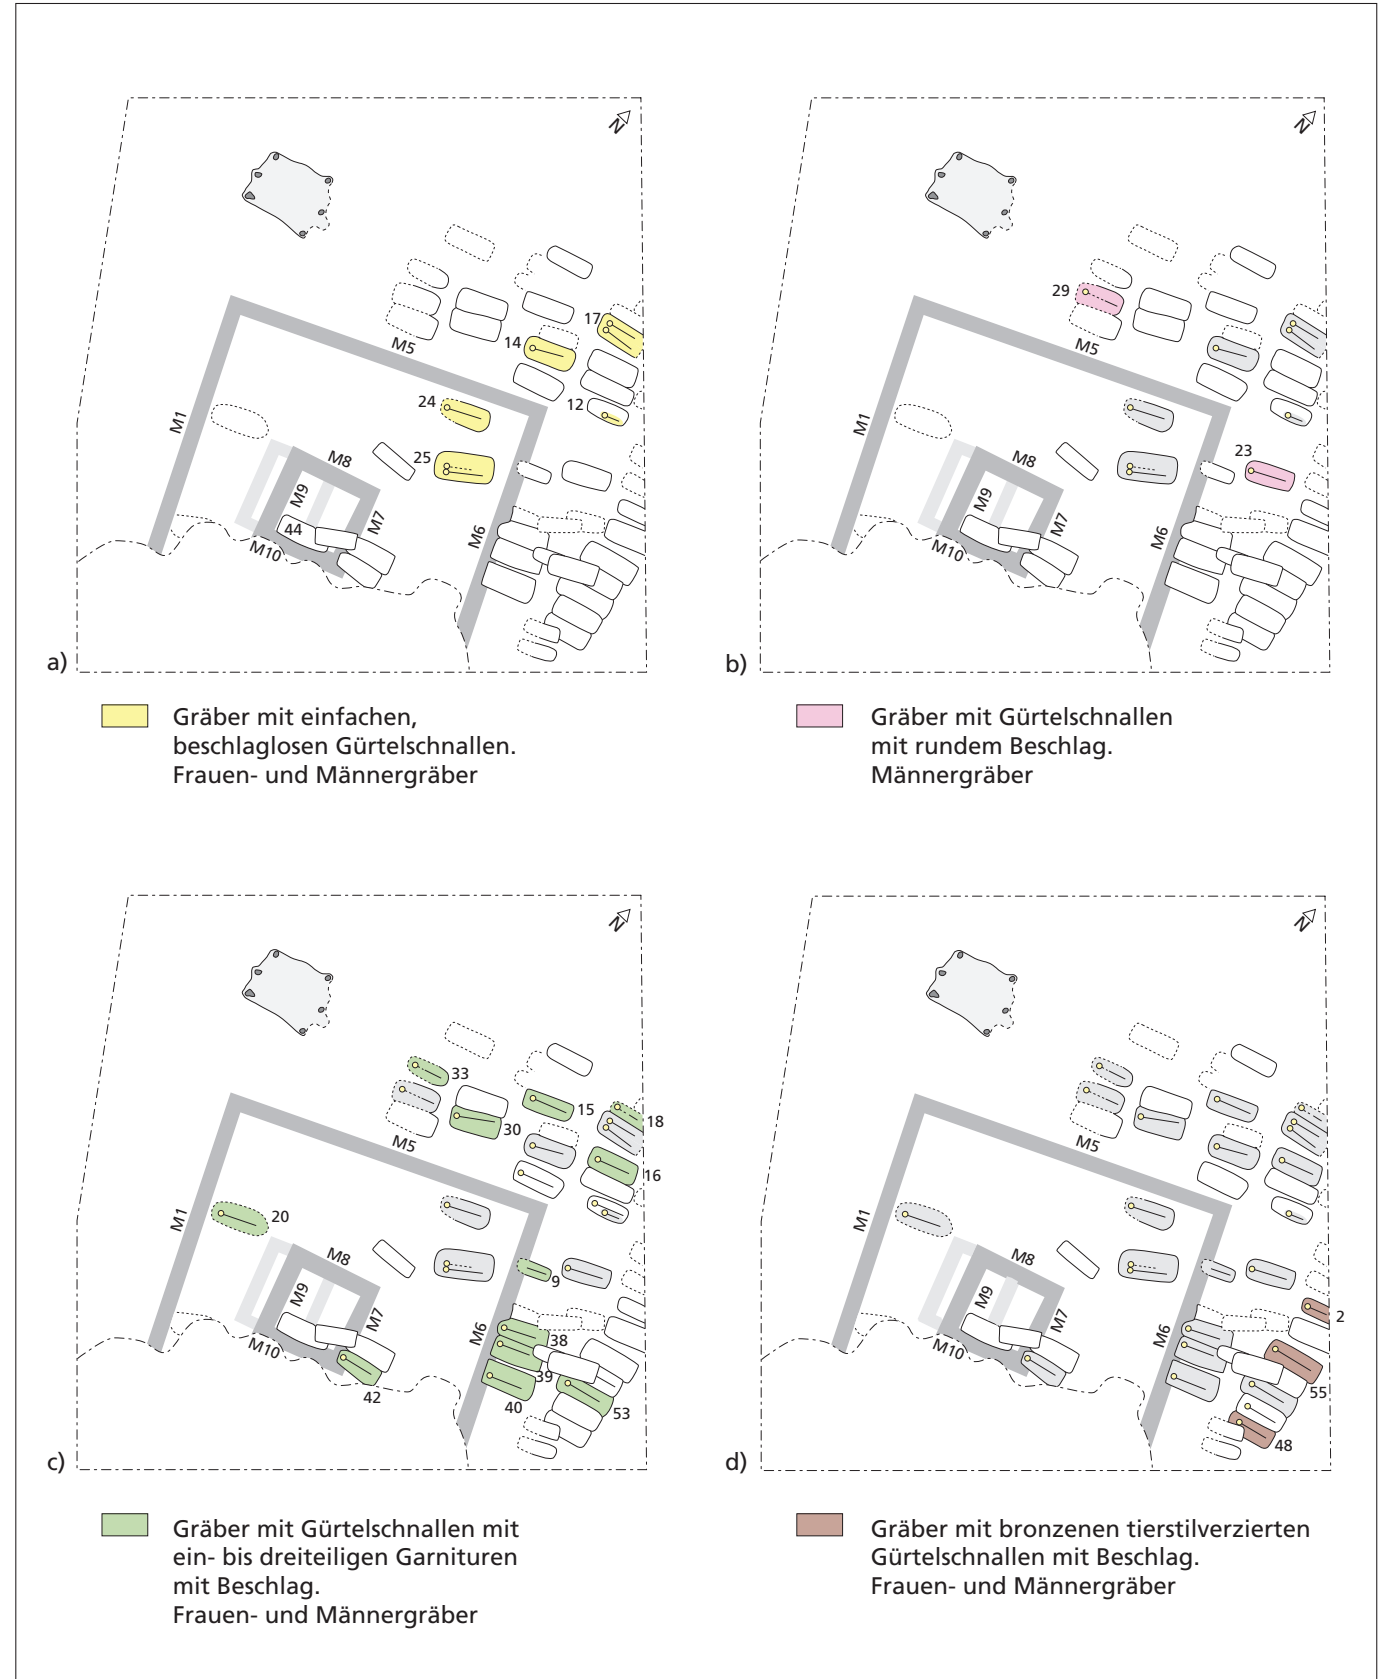 N
17
14
M5
12
24
M1
25
M8
M9
44
M7
M10
M6
a)
Gräber mit einfachen,
beschlaglosen Gürtelschnallen.
Frauen- und Männergräber
N
29
M5
M1
23
M8
M9
M7
M10
M6
b)
Gräber mit Gürtelschnallen
mit rundem Beschlag.
Männergräber
N
33
15
18
30
M5
16
20
M1
M8
9
M9
M7
M6
38
M10
39
42
40
53
c)
Gräber mit Gürtelschnallen mit
ein- bis dreiteiligen Garnituren
mit Beschlag.
Frauen- und Männergräber
N
M5
M1
M8
M9
2
M7
M6
M10
55
48
d)
Gräber mit bronzenen tierstilverzierten
Gürtelschnallen mit Beschlag.
Frauen- und Männergräber